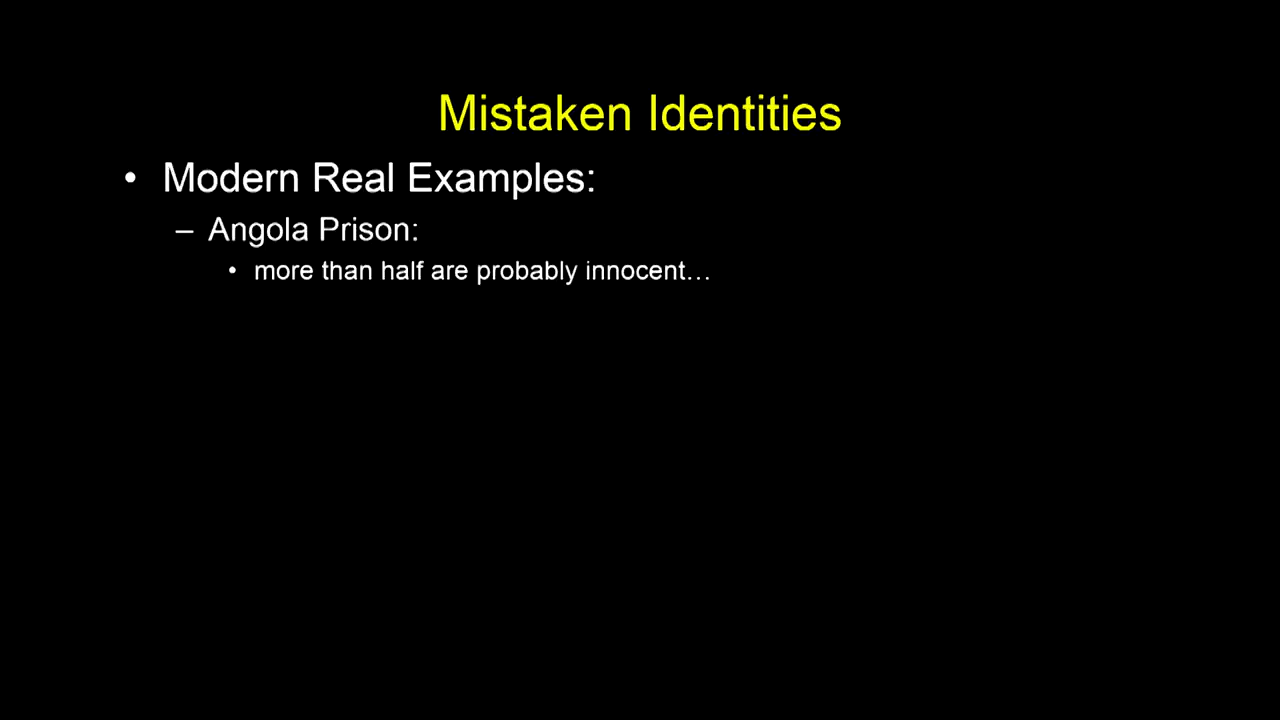 Mistaken Identities
• Modern Real Examples:
– Angola Prison:
• more than half are probably innocent…